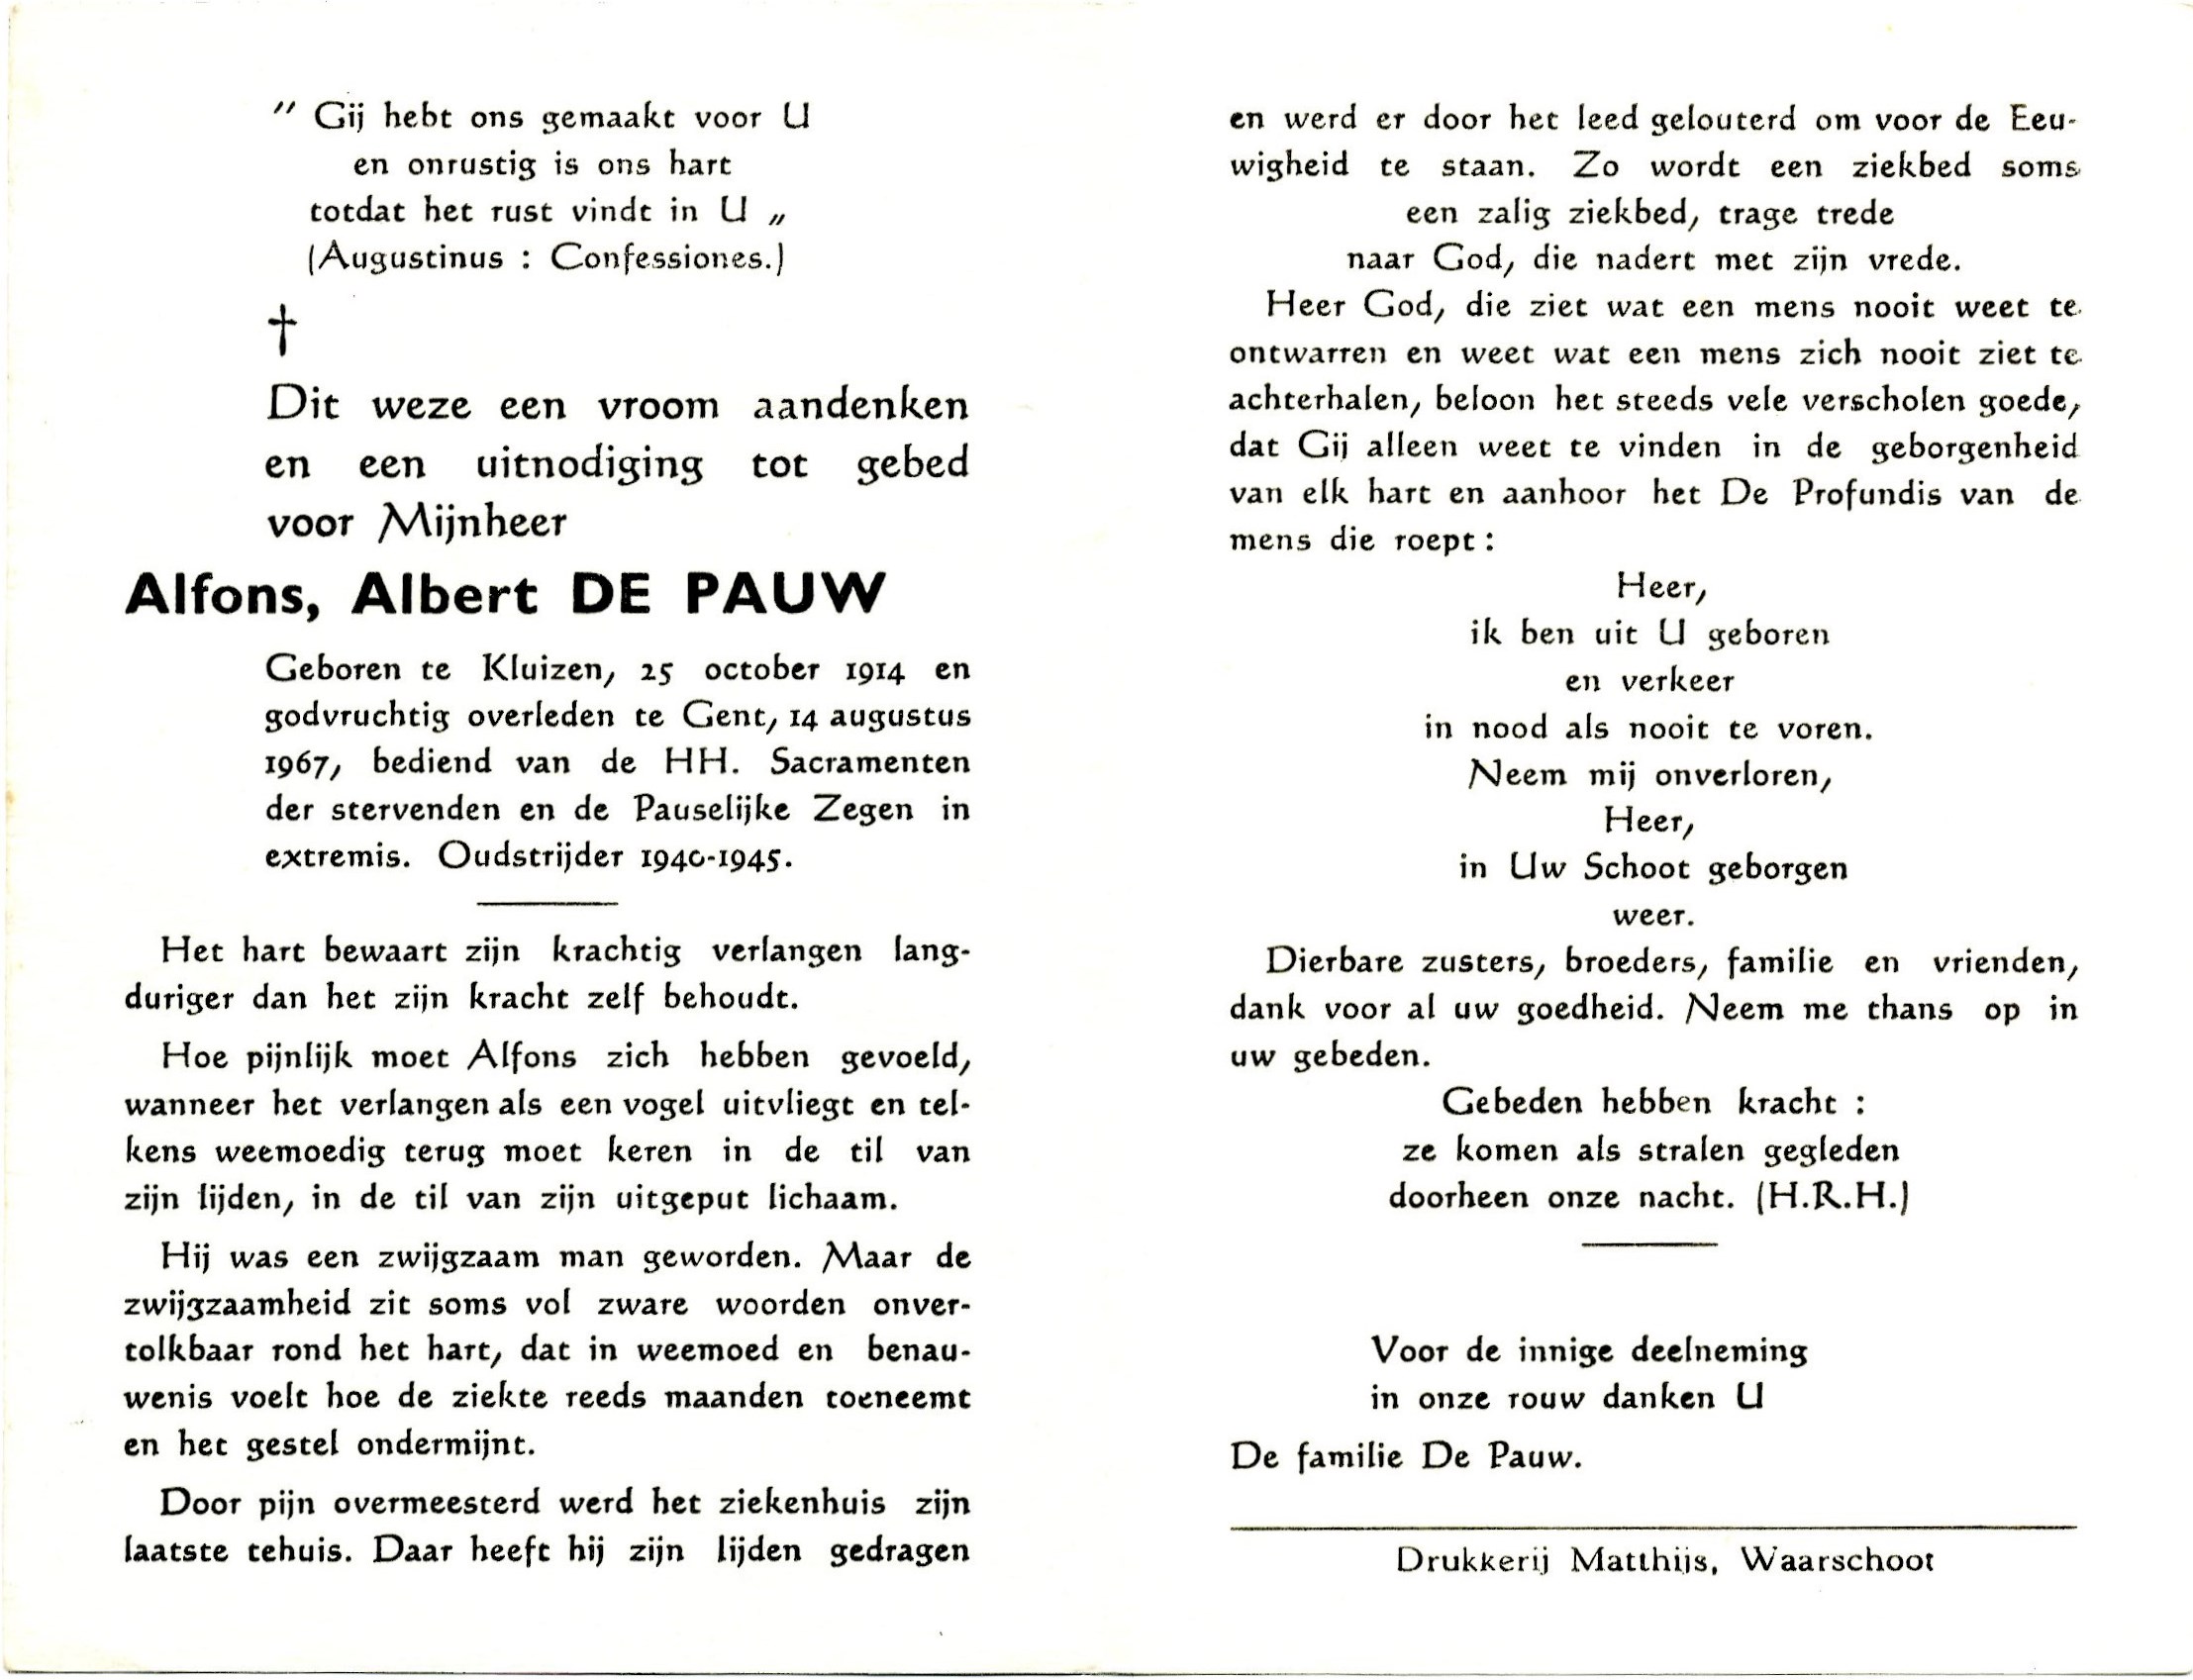 " Gij hebt ons gemaakt voor U
en onrustig is ons hart
totdat het rust vindt in U „
(Augustinus : Confessiones.)
†
Dit weze een vroom aandenken
en een uitnodiging tot gebed
voor Mijnheer
Alfons, Albert DE PAUW
Geboren te Kluizen, 25 october 1914 en
godvruchtig overleden te Gent, 14 augustus
1967, bediend van de HH. Sacramenten
der stervenden en de Pauselijke Zegen in
extremis. Oudstrijder 1940-1945.
Het hart bewaart zijn krachtig verlangen lang-
duriger dan het zijn kracht zelf behoudt.
Hoe pijnlijk moet Alfons zich hebben gevoeld,
wanneer het verlangen als een vogel uitvliegt en tel-
kens weemoedig terug moet keren in de til van
zijn lijden, in de til van zijn uitgeput lichaam.
Hij was een zwijgzaam man geworden. Maar de
zwijgzaamheid zit soms vol zware woorden onver-
tolkbaar rond het hart, dat in weemoed en benau-
wenis voelt hoe de ziekte reeds maanden toeneemt
en het gestel ondermijnt.
Door pijn overmeesterd werd het ziekenhuis zijn
laatste tehuis. Daar heeft hij zijn lijden gedragen
en werd er door het leed gelouterd om voor de Eeu-
wigheid te staan. Zo wordt een ziekbed soms
een zalig ziekbed, trage trede
naar God, die nadert met zijn vrede.
Heer God, die ziet wat een mens nooit weet te
ontwarren en weet wat een mens zich nooit ziet te
achterhalen, beloon het steeds vele verscholen goede,
dat Gij alleen weet te vinden in de geborgenheid
van elk hart en aanhoor het De Profundis van de
mens die roept :
Heer,
ik ben uit U geboren
en verkeer
in nood als nooit te voren.
Neem mij onverloren,
Heer,
in Uw Schoot geborgen
weer.
Dierbare zusters, broeders, familie en vrienden,
dank voor al uw goedheid. Neem me thans op in
uw gebeden.
Gebeden hebben kracht :
ze komen als stralen gegleden
doorheen onze nacht. (H.R.H.)
Voor de innige deelneming
in onze rouw danken U
De familie De Pauw.
Drukkerij Matthijs, Waarschoot